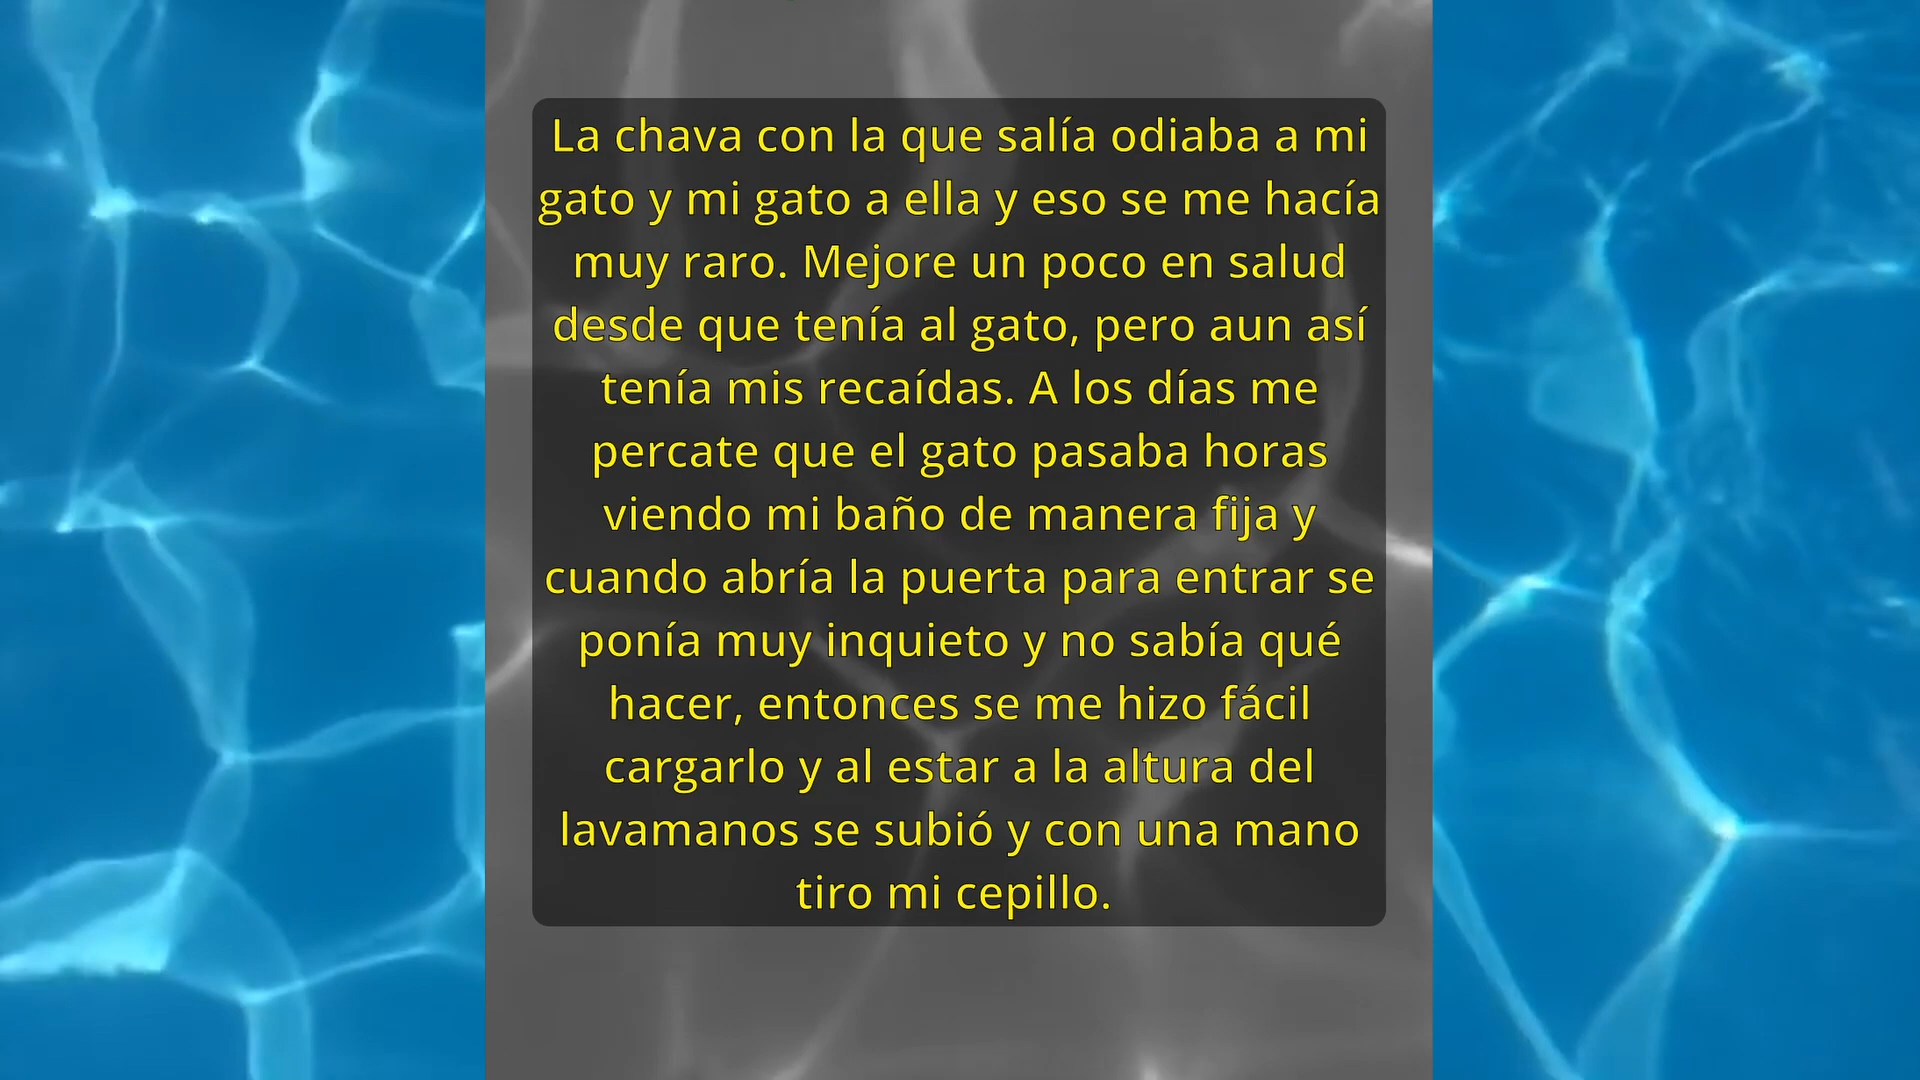 La chava con la que salía odiaba a mi
gato y mi gato a ella y eso se me hacía
muy raro. Mejore un poco en salud
desde que tenía al gato, pero aun así
tenía mis recaídas. A los días me
percate que el gato pasaba horas
viendo mi baño de manera fija y
cuando abría la puerta para entrar se
ponía muy inquieto y no sabía qué
hacer, entonces se me hizo fácil
cargarlo y al estar a la altura del
lavamanos se subió y con una mano
tiro mi cepillo.